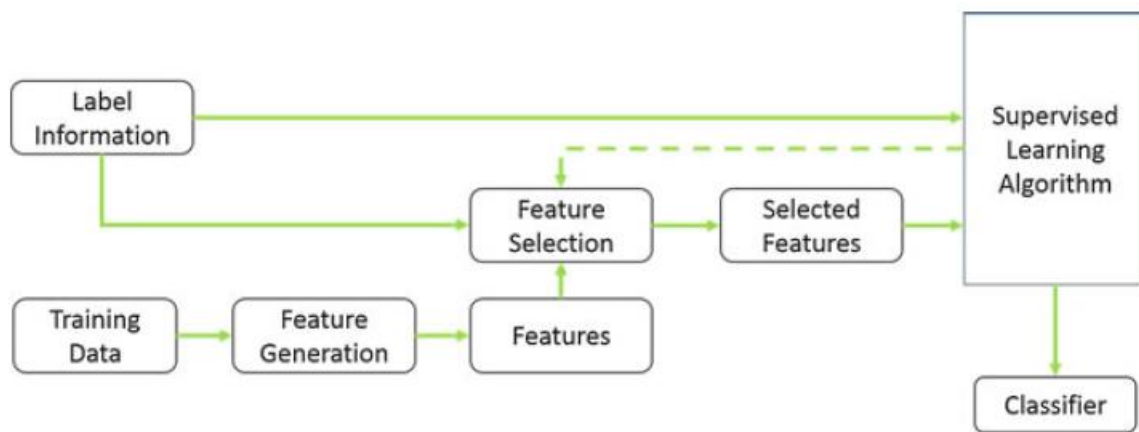 Label
Information
Supervised
Learning
Algorithm
Feature
Selection
Selected
Features
Training
Data
Feature
Generation
Features
Classifier